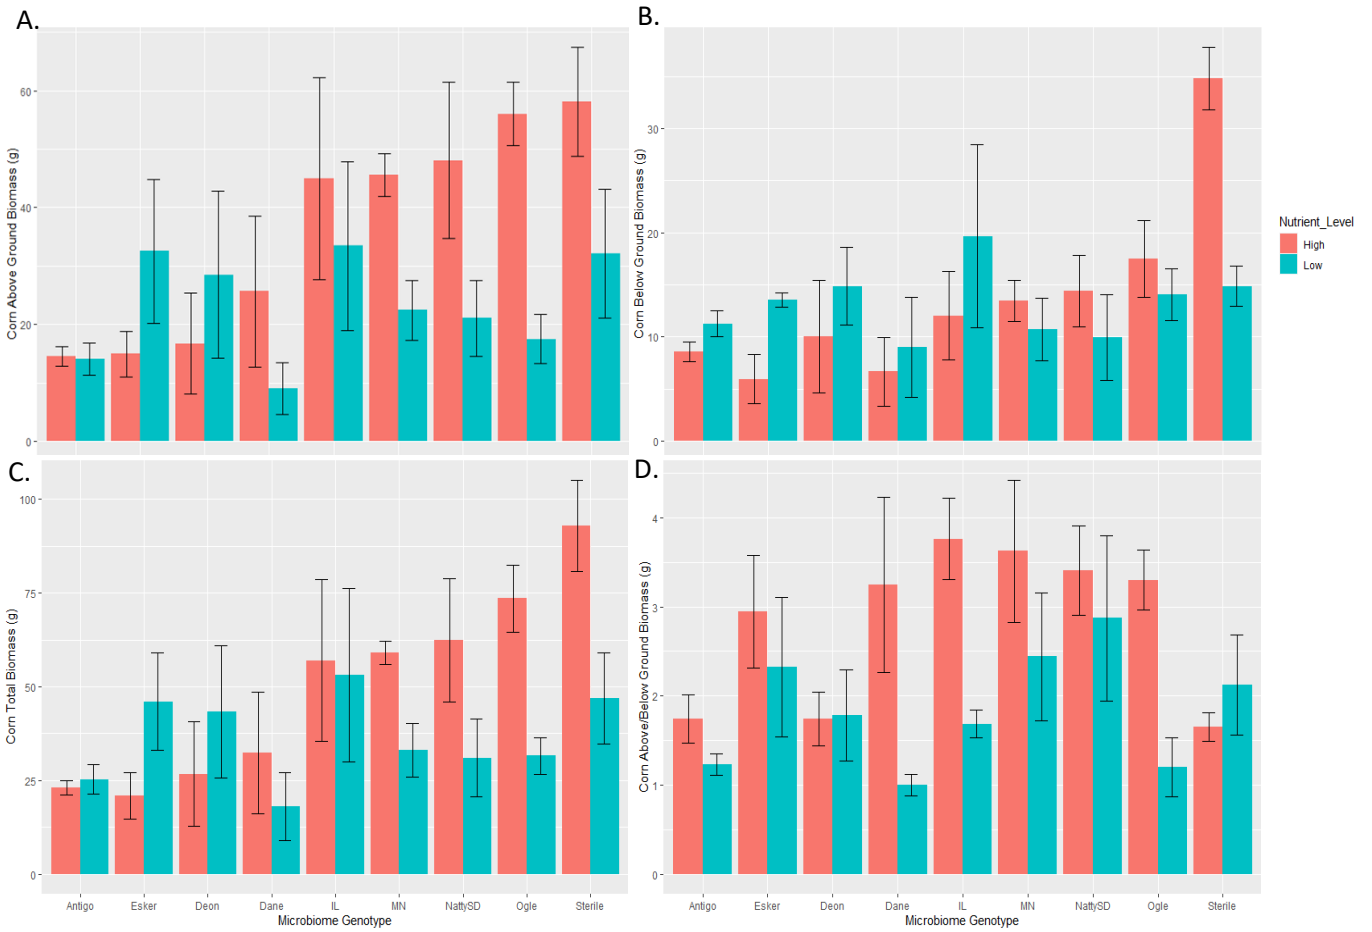 A.
Corn Above Ground Biomass (g)
60
40
20
0
B.
Corn Below Ground Biomass (g)
30
20
10
0
Nutrient_Level
High
Low
C.
Corn Total Biomass (g)
100
75
50
25
0
Antigo Esker Deon Dane IL MN NattySD Ogle Sterile
Microbiome Genotype
D.
Corn Above/Below Ground Biomass (g)
4
3
2
1
0
Antigo Esker Deon Dane IL MN NattySD Ogle Sterile
Microbiome Genotype